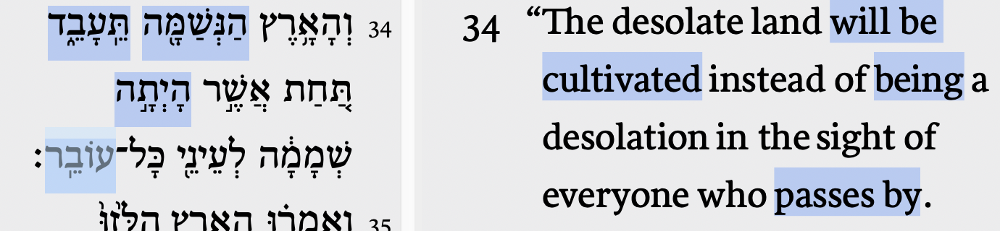 34 וְהָאָ֥רֶץ הַנְּשַׁמָּ֖ה תֵּֽעָבֵ֑ד
תַּ֚חַת אֲשֶׁ֣ר הָיְתָ֣ה
שְׁמָמָ֔ה לְעֵינֵ֖י כׇּל־עוֹבֵֽר׃
35 וְאָמְר֗וּ הָאָ֤רֶץ הַלֵּ֙זוּ֙
34 “The desolate land will be
cultivated instead of being a
desolation in the sight of
everyone who passes by.